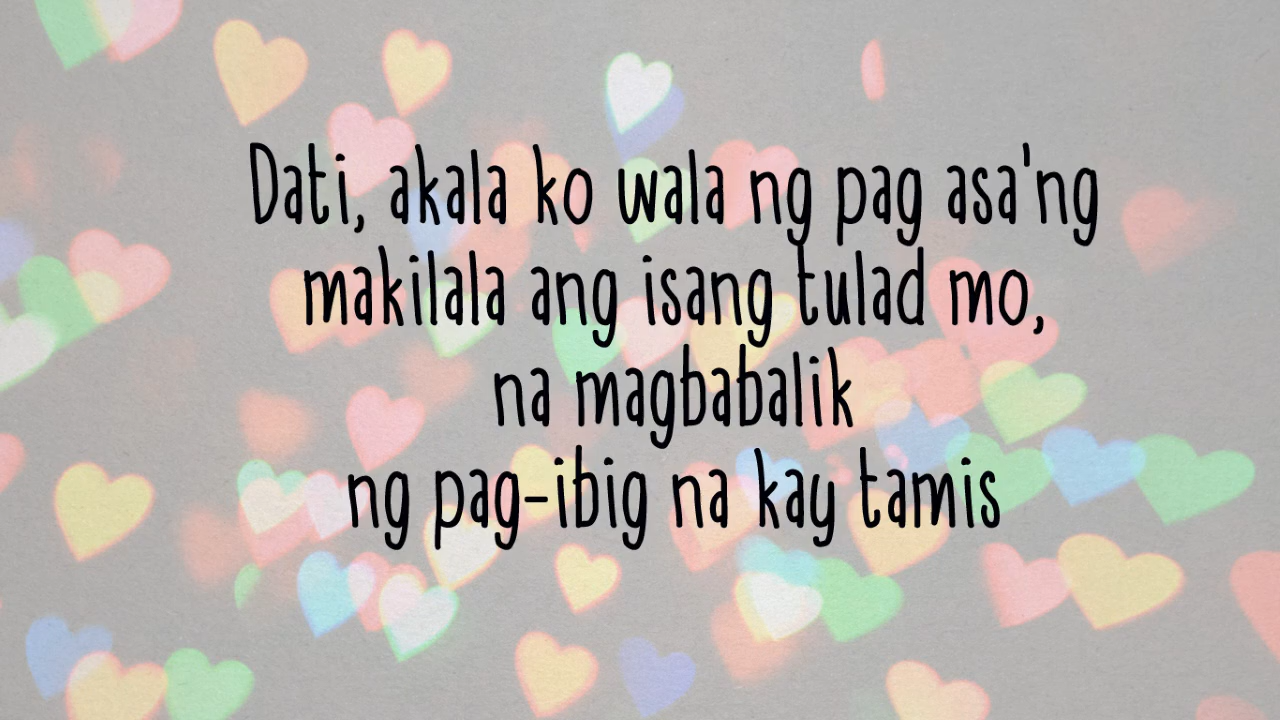 Dati, akala ko wala ng pag asa'ng
makilala ang isang tulad mo,
na magbabalik
ng pag-ibig na kay tamis